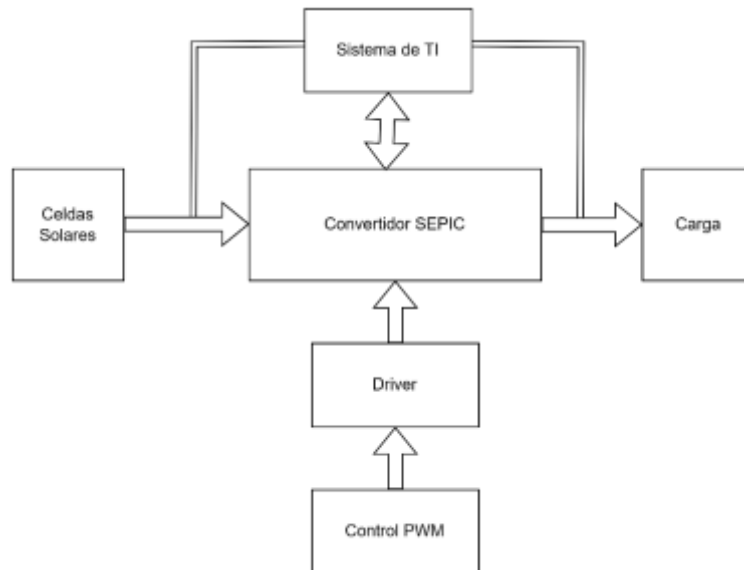 Sistema de TI
Celdas
Solares
Convertidor SEPIC
Carga
Driver
Control PWM